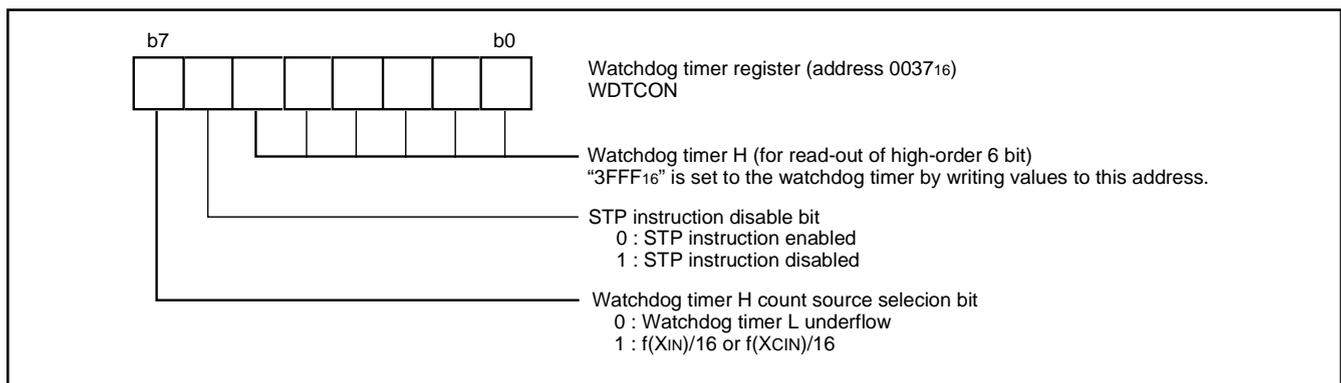 b7 b0
Watchdog timer register (address 003716)
WDTCON
Watchdog timer H (for read-out of high-order 6 bit)
“3FFF16” is set to the watchdog timer by writing values to this address.
STP instruction disable bit
0 : STP instruction enabled
1 : STP instruction disabled
Watchdog timer H count source selecion bit
0 : Watchdog timer L underflow
1 : f(XIN)/16 or f(XCIN)/16